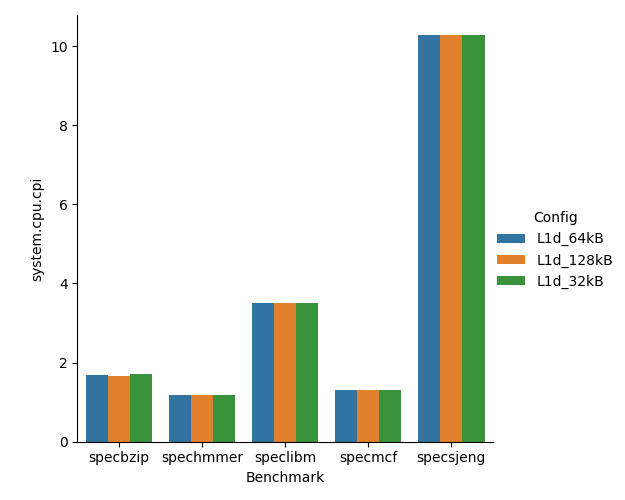 system.cpu.cpi
10
8
6
4
2
0
specbzip spechmmer speclibm specmcf specsjeng
Benchmark
Config
L1d_64kB
L1d_128kB
L1d_32kB